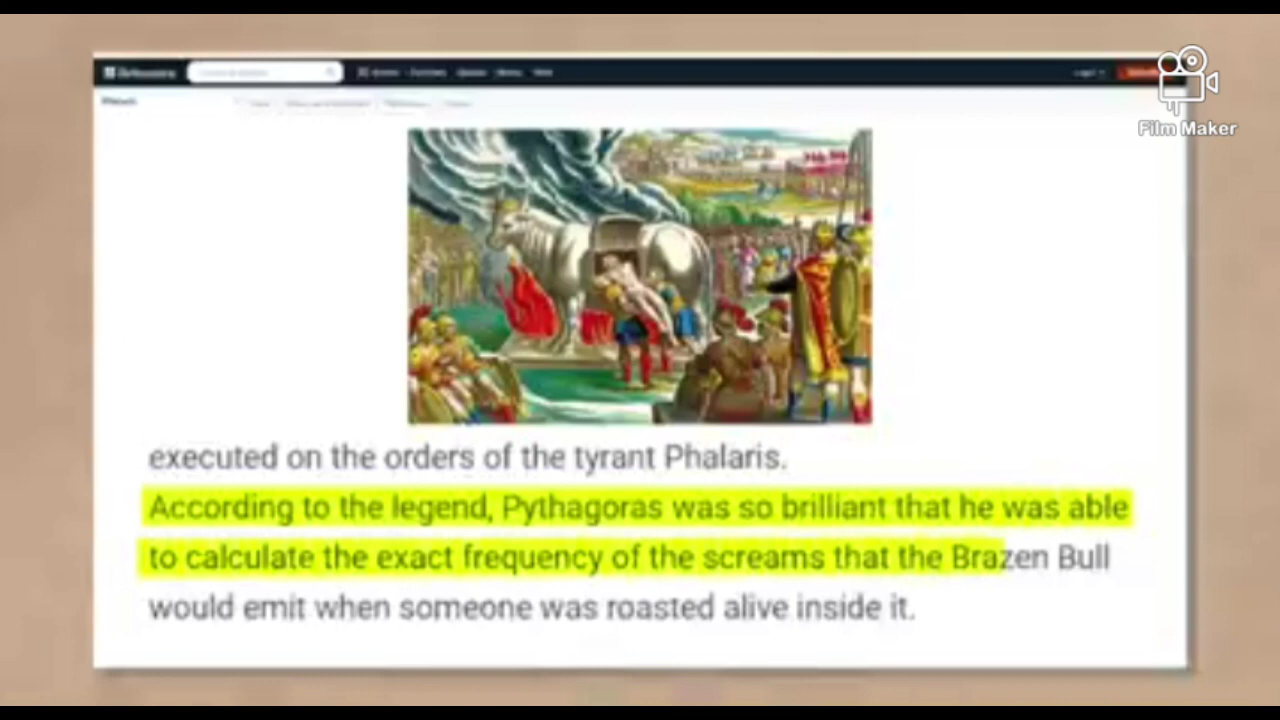 Film Maker
executed on the orders of the tyrant Phalaris.
According to the legend, Pythagoras was so brilliant that he was able
to calculate the exact frequency of the screams that the Brazen Bull
would emit when someone was roasted alive inside it.